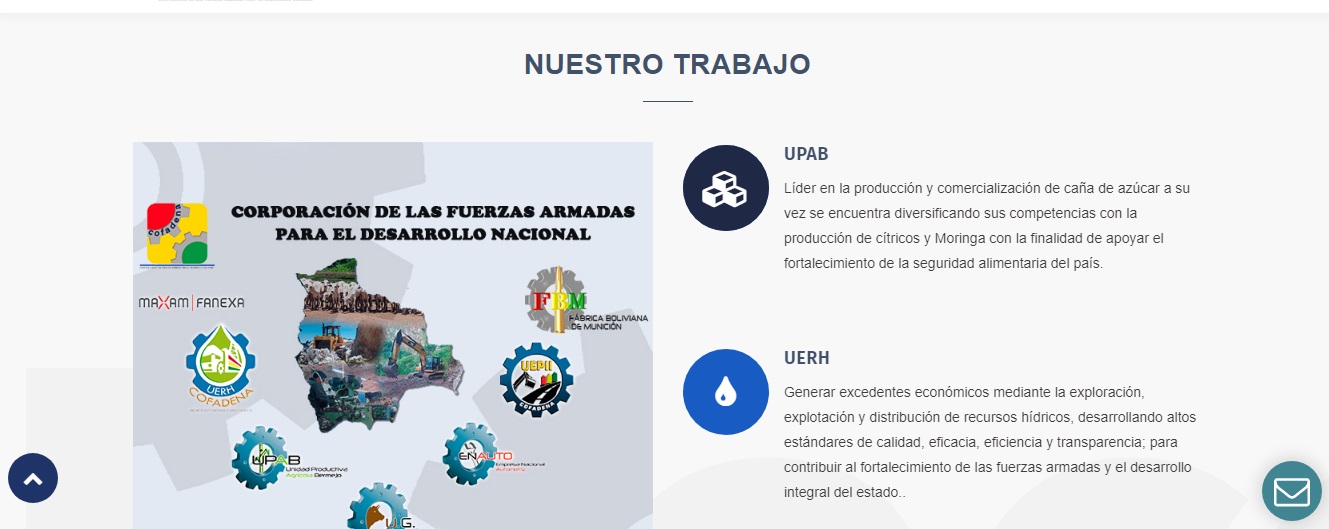 NUESTRO TRABAJO
cofadena
CORPORACIÓN DE LAS FUERZAS ARMADAS
PARA EL DESARROLLO NACIONAL
MAXAM | FANEXA
FBM
FÁBRICA BOLIVIANA
DE MUNICIÓN
UERH
COFADENA
UEPII
COFADENA
UPAB
Unidad Productiva
Agrícola Bermejo
ENAUTO
Empresa Nacional
Automotriz
U.G.
UPAB
Líder en la producción y comercialización de caña de azúcar a su
vez se encuentra diversificando sus competencias con la
producción de cítricos y Moringa con la finalidad de apoyar el
fortalecimiento de la seguridad alimentaria del país.
UERH
Generar excedentes económicos mediante la exploración,
explotación y distribución de recursos hídricos, desarrollando altos
estándares de calidad, eficacia, eficiencia y transparencia; para
contribuir al fortalecimiento de las fuerzas armadas y el desarrollo
integral del estado..